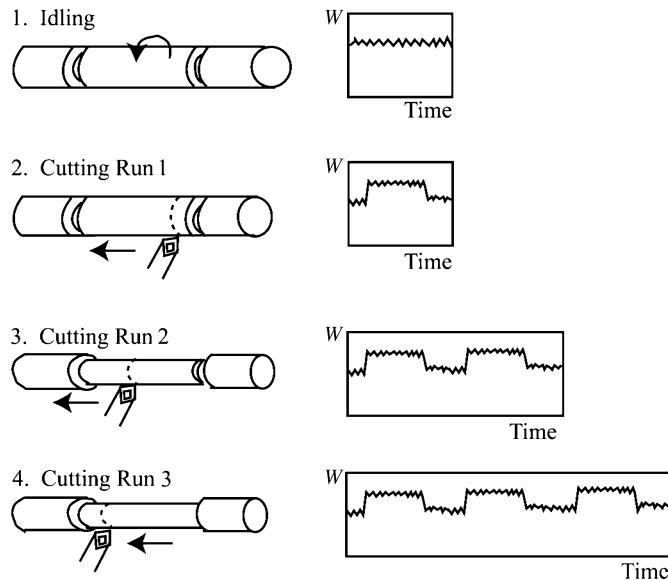 1. Idling
W
Time
2. Cutting Run 1
W
Time
3. Cutting Run 2
W
Time
4. Cutting Run 3
W
Time